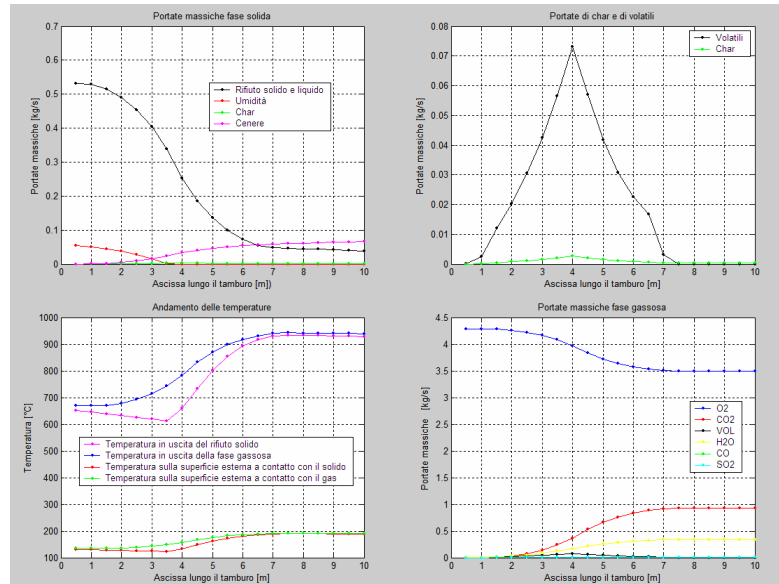 Portate massiche fase solida
0.7
0.6
0.5
0.4
0.3
0.2
0.1
0
Portate massiche [kg/s]
Rifiuto solido e liquido
Umidità
Char
Cenere
0 1 2 3 4 5 6 7 8 9 10
Ascissa lungo il tamburo [m])
Portate di char e di volatili
0.08
0.07
0.06
0.05
0.04
0.03
0.02
0.01
0
Portate massiche [kg/s]
Volatili
Char
0 1 2 3 4 5 6 7 8 9 10
Ascissa lungo il tamburo [m]
Andamento delle temperature
1000
900
800
700
600
500
400
300
200
100
Temperatura [°C]
Temperatura in uscita del rifiuto solido
Temperatura in uscita della fase gassosa
Temperatura sulla superficie esterna a contatto con il solido
Temperatura sulla superficie esterna a contatto con il gas
0 1 2 3 4 5 6 7 8 9 10
Ascissa lungo il tamburo [m]
Portate massiche fase gassosa
4.5
4
3.5
3
2.5
2
1.5
1
0.5
0
Portate massiche [kg/s]
O2
CO2
VOL
H2O
CO
SO2
0 1 2 3 4 5 6 7 8 9 10
Ascissa lungo il tamburo [m]